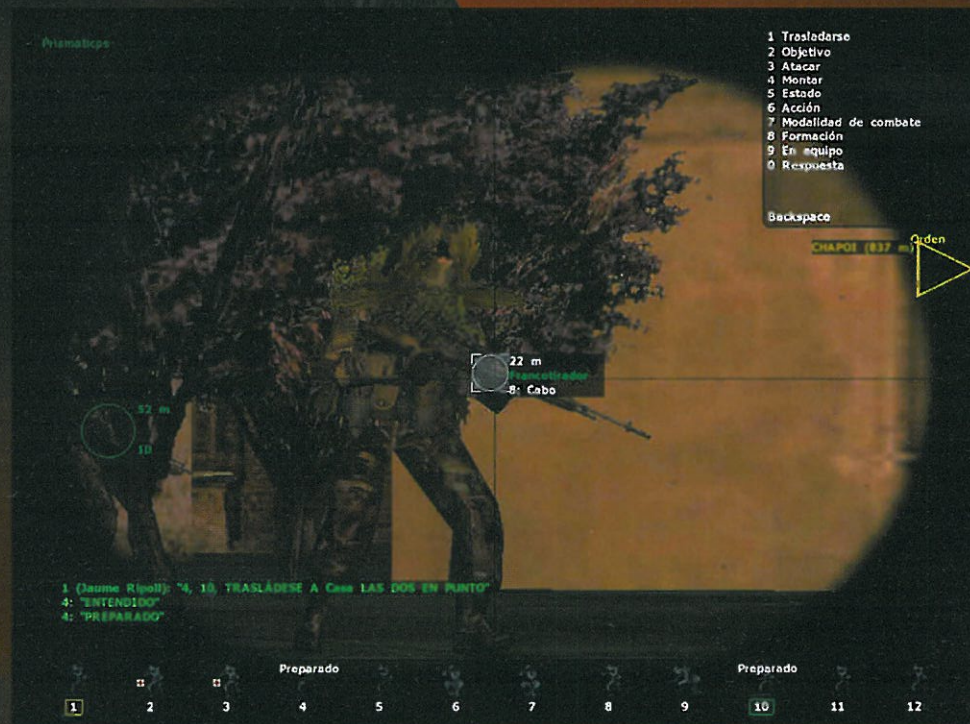 Prismaticos
1 Trasladarse
2 Objetivo
3 Atacar
4 Montar
5 Estado
6 Acción
7 Modalidad de combate
8 Formación
9 En equipo
0 Respuesta
Backspace
Orden
CHAPOI (837 m)
22 m
Francotirador
8: Cabo
52 m
10
1 (Jaume Ripoll): "4, 10, TRASLÁDESE A Casa LAS DOS EN PUNTO"
4: "ENTENDIDO"
4: "PREPARADO"
Preparado Preparado
1 2 3 4 5 6 7 8 9 10 11 12